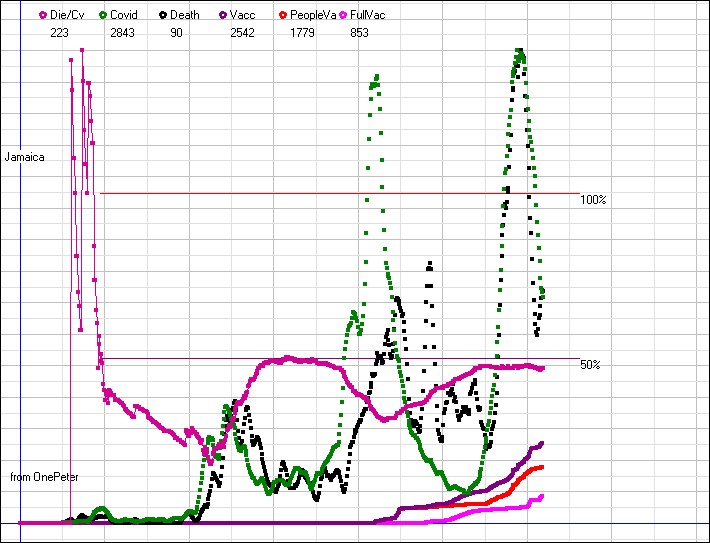 Die/Cv Covid Death Vacc PeopleVa FullVac
223 2843 90 2542 1779 853
Jamaica
100%
50%
from OnePeter